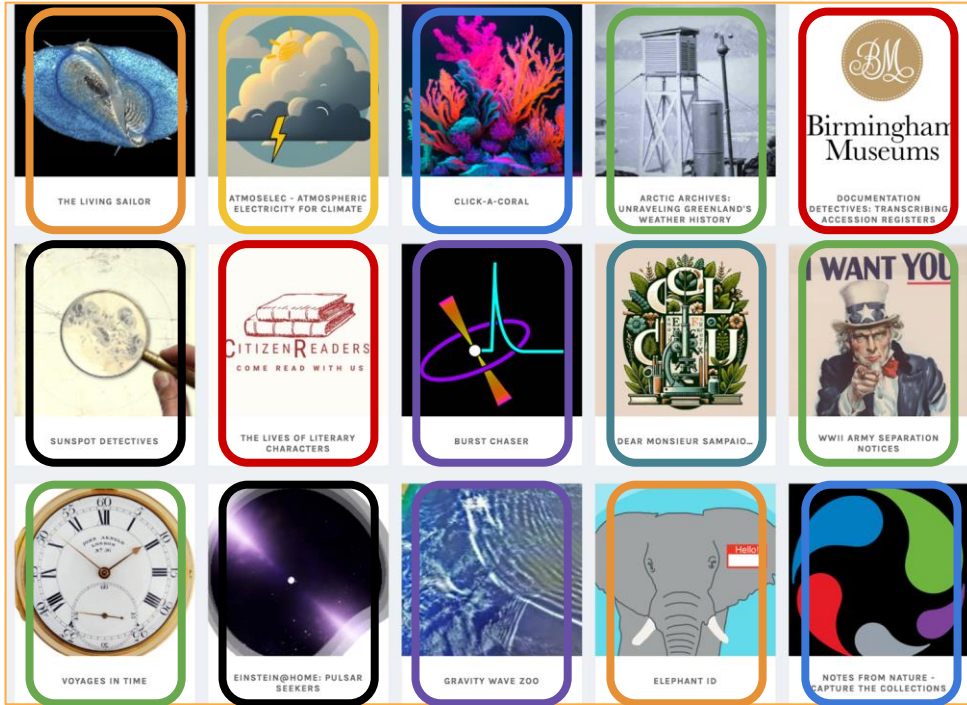 BM
Birmingham
Museums
THE LIVING SAILOR
ATMOSELEC - ATMOSPHERIC
ELECTRICITY FOR CLIMATE
CLICK-A-CORAL
ARCTIC ARCHIVES:
UNRAVELING GREENLAND'S
WEATHER HISTORY
DOCUMENTATION
DETECTIVES: TRANSCRIBING
ACCESSION REGISTERS
CITIZENREADERS
COME READ WITH US
I WANT YOU
SUNSPOT DETECTIVES
THE LIVES OF LITERARY
CHARACTERS
BURST CHASER
DEAR MONSIEUR SAMPAIO...
WWII ARMY SEPARATION
NOTICES
60
JOHN ARNOLD
LONDON
Hello!
VOYAGES IN TIME
EINSTEIN@HOME: PULSAR
SEEKERS
GRAVITY WAVE ZOO
ELEPHANT ID
NOTES FROM NATURE -
CAPTURE THE COLLECTIONS